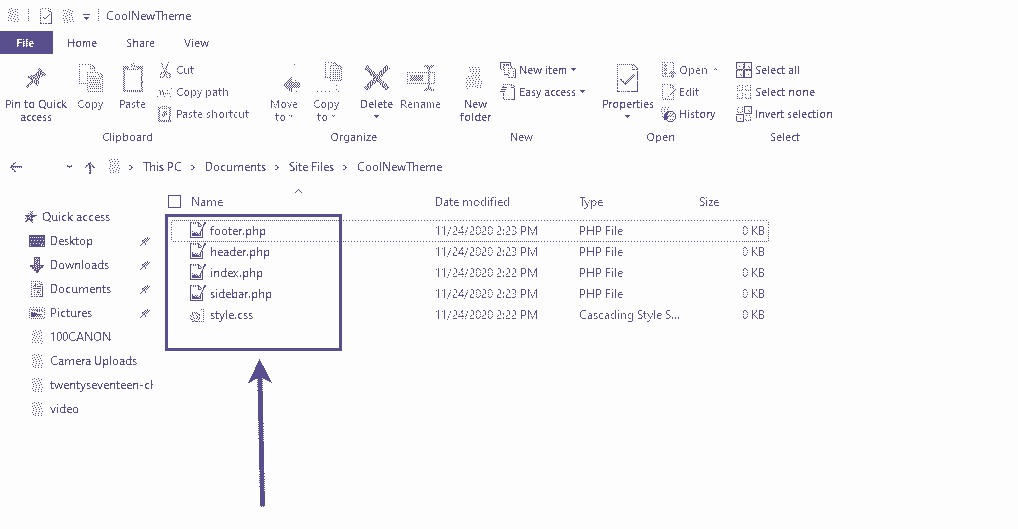 CoolNewTheme
File Home Share View
Pin to Quick access
Copy
Paste
Cut
Copy path
Paste shortcut
Clipboard
Move to
Copy to
Delete
Rename
Organize
New folder
New item
Easy access
New
Properties
Open
Edit
History
Open
Select all
Select none
Invert selection
Select
This PC > Documents > Site Files > CoolNewTheme
Name Date modified Type Size
Quick access
Desktop
Downloads
Documents
Pictures
100CANON
Camera Uploads
twentyseventeen-cl
video
footer.php 11/24/2020 2:23 PM PHP File 0 KB
header.php 11/24/2020 2:23 PM PHP File 0 KB
index.php 11/24/2020 2:22 PM PHP File 0 KB
sidebar.php 11/24/2020 2:23 PM PHP File 0 KB
style.css 11/24/2020 2:22 PM Cascading Style S... 0 KB